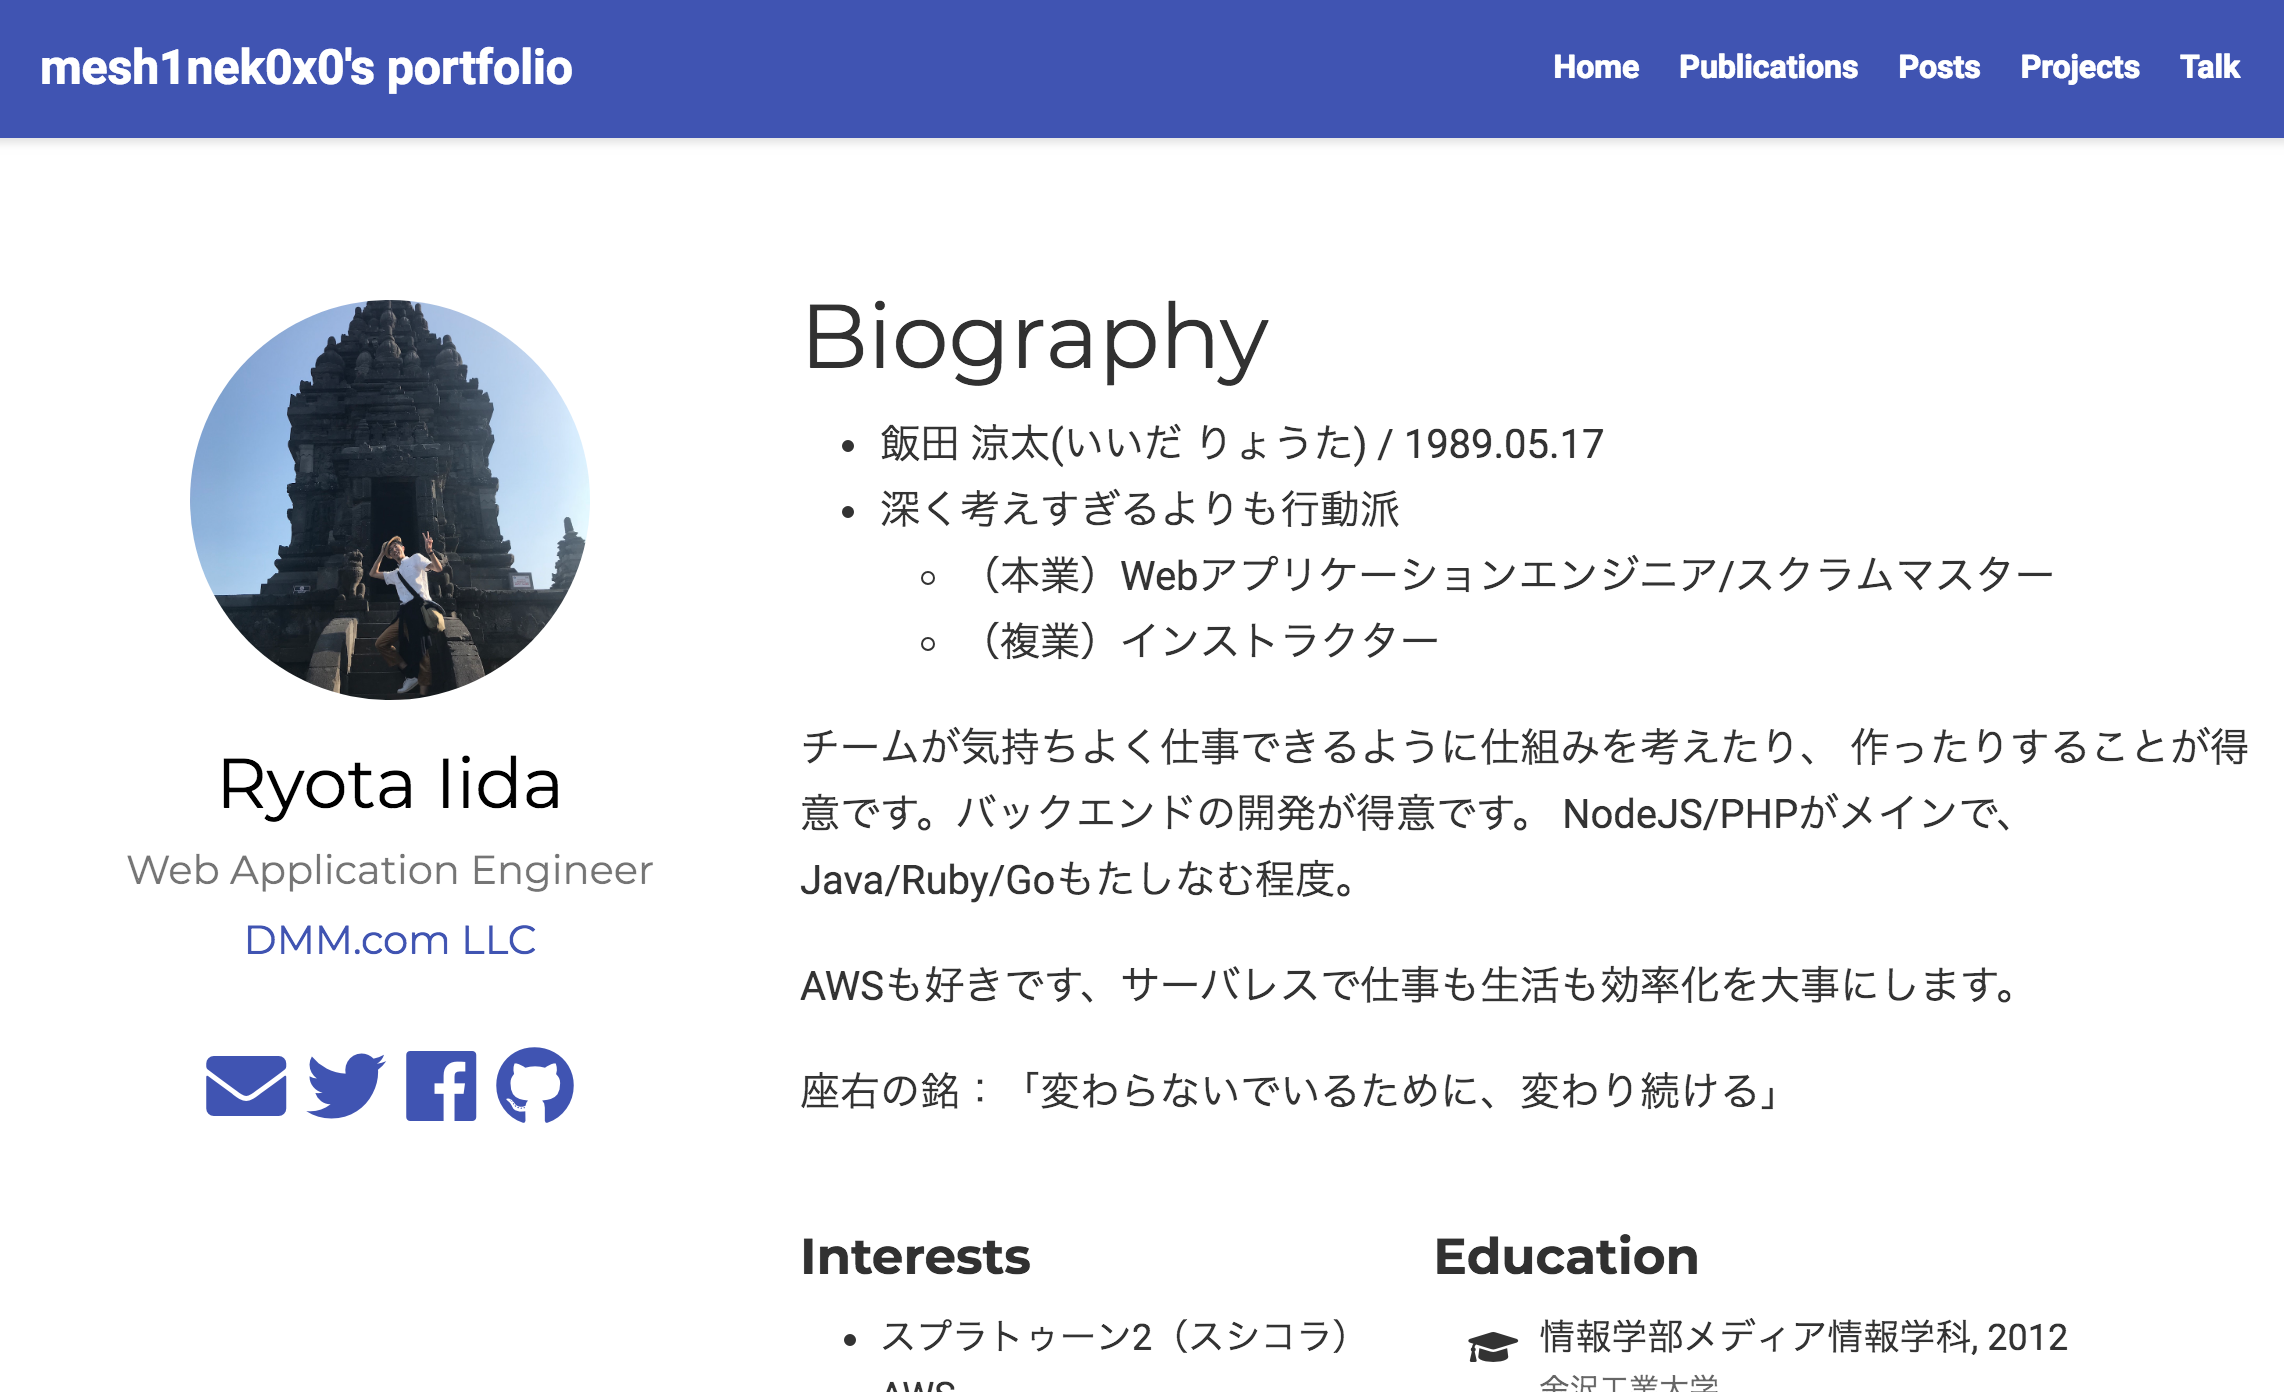 mesh1nek0x0's portfolio
Home Publications Posts Projects Talk
Ryota Iida
Web Application Engineer
DMM.com LLC
Biography
飯田 涼太(いいだ りょうた) / 1989.05.17
深く考えすぎるよりも行動派
（本業）Webアプリケーションエンジニア/スクラムマスター
（複業）インストラクター
チームが気持ちよく仕事できるように仕組みを考えたり、 作ったりすることが得
意です。バックエンドの開発が得意です。 NodeJS/PHPがメインで、
Java/Ruby/Goもたしなむ程度。
AWSも好きです、サーバレスで仕事も生活も効率化を大事にします。
座右の銘：「変わらないでいるために、変わり続ける」
Interests
スプラトゥーン2（スシコラ）
AWS
Education
情報学部メディア情報学科, 2012
金沢工業大学